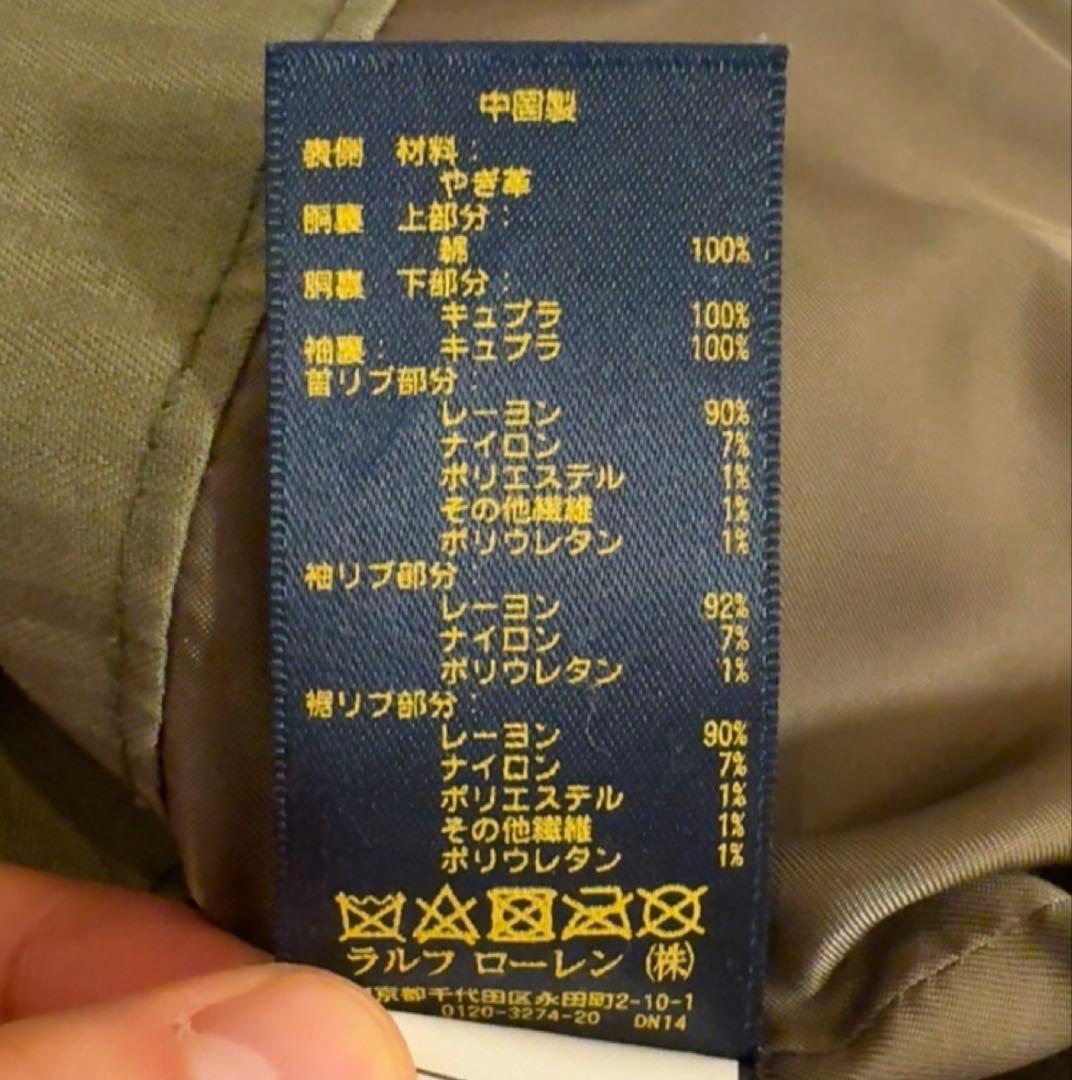 中国製
表側 材料:
やぎ革
胴裏 上部分:
綿 100%
胴裏 下部分:
キュプラ 100%
袖裏: キュプラ 100%
首リブ部分:
レーヨン 90%
ナイロン 7%
ポリエステル 1%
その他繊維 1%
ポリウレタン 1%
袖リブ部分:
レーヨン 92%
ナイロン 7%
ポリウレタン 1%
裾リブ部分:
レーヨン 90%
ナイロン 7%
ポリエステル 1%
その他繊維 1%
ポリウレタン 1%
ラルフ ローレン (株)
京都千代田区永田町2-10-1
0120-3274-20 DN14